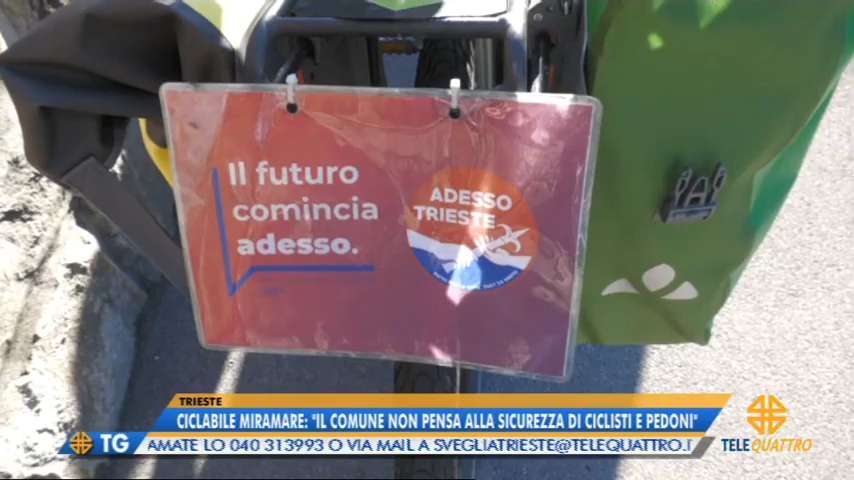 Il futuro
comincia
adesso.
ADESSO
TRIESTE
TRIESTE
CICLABILE MIRAMARE: "IL COMUNE NON PENSA ALLA SICUREZZA DI CICLISTI E PEDONI"
TG
AMATE LO 040 313993 O VIA MAIL A SVEGLIATRIESTE@TELEQUATTRO.I
TELEQUATTRO